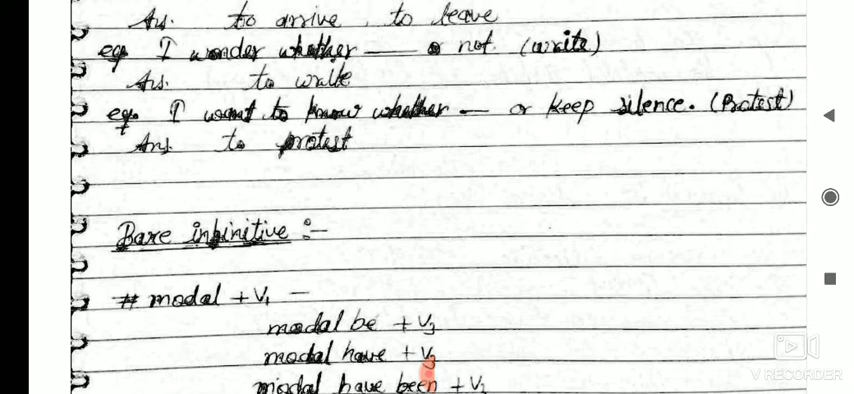 Ans. to arrive, to leave
eg. I wonder whether — or not. (write)
Ans. to write
eg. I want to know whether — or keep silence. (Protest)
Ans. to protest
Bare infinitive :-
# modal + V₁ —
modal be + V₃
modal have + V₃
modal have been + V₃
V RECORDER